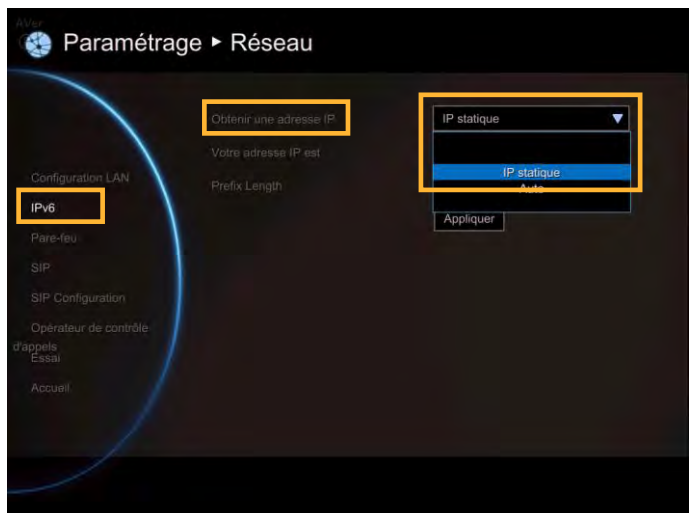 AVer
Paramétrage ► Réseau
Obtenir une adresse IP
IP statique
Votre adresse IP est
IP statique
Auto
Prefix Length
Appliquer
Configuration LAN
IPv6
Pare-feu
SIP
SIP Configuration
Opérateur de contrôle
d'appels
Essai
Accueil